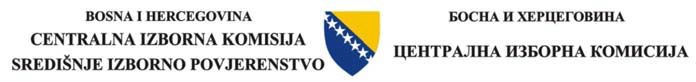 BOSNA I HERCEGOVINA
CENTRALNA IZBORNA KOMISIJA
SREDIŠNJE IZBORNO POVJERENSTVO
БОСНА И ХЕРЦЕГОВИНА
ЦЕНТРАЛНА ИЗБОРНА КОМИСИЈА